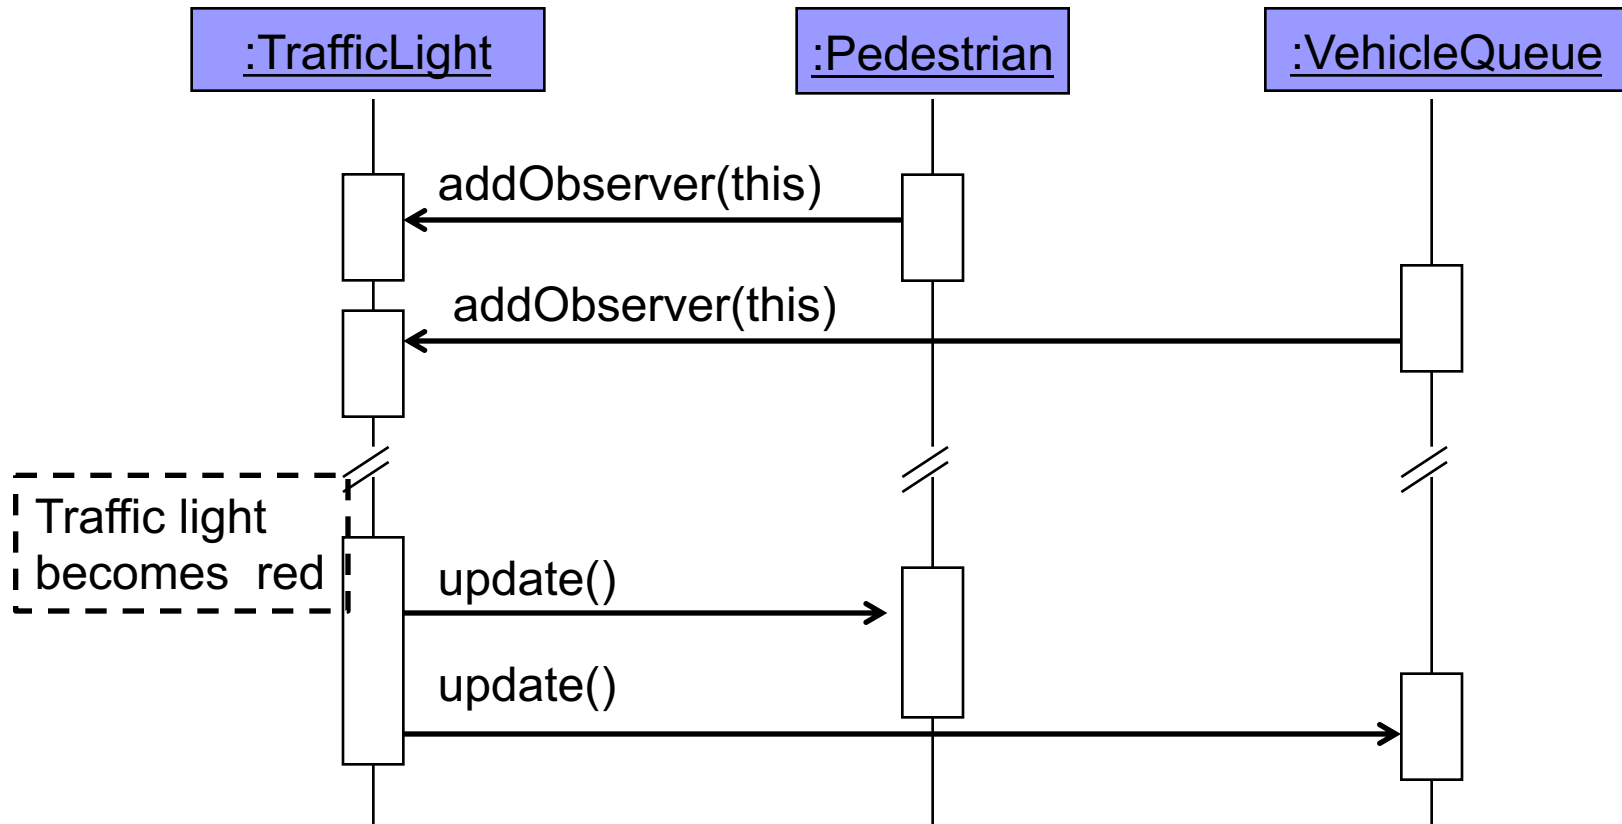 :TrafficLight
:Pedestrian
:VehicleQueue
addObserver(this)
addObserver(this)
Traffic light
becomes red
update()
update()